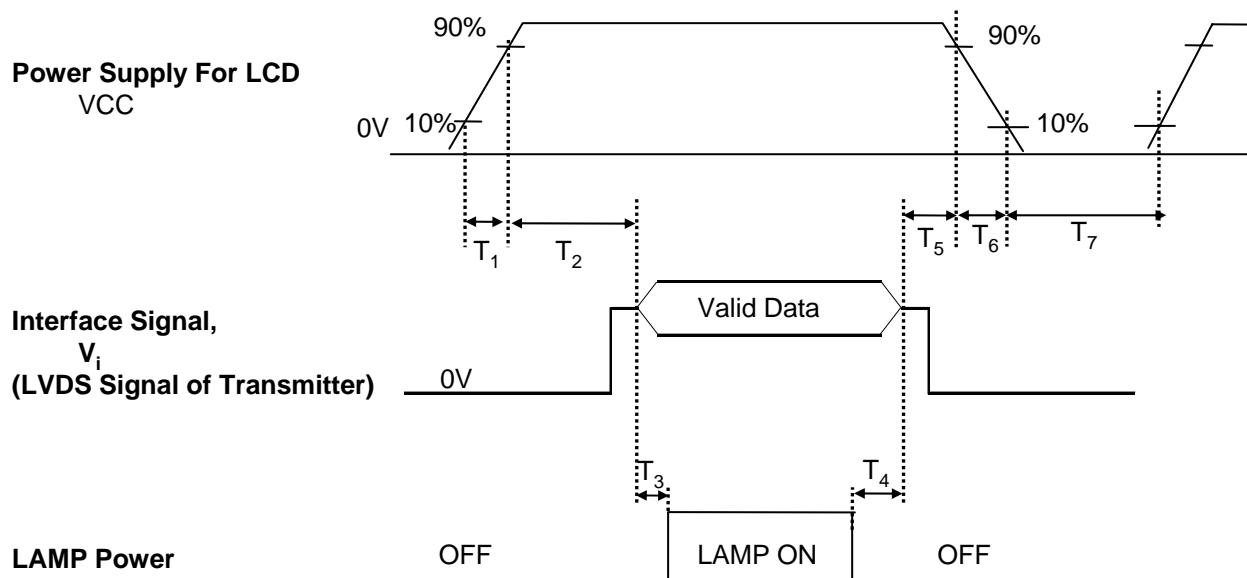 90%
90%
Power Supply For LCD
VCC
0V
10%
10%
T1
T2
T5
T6
T7
Valid Data
Interface Signal,
Vi
(LVDS Signal of Transmitter)
0V
T3
T4
LAMP Power
OFF
LAMP ON
OFF